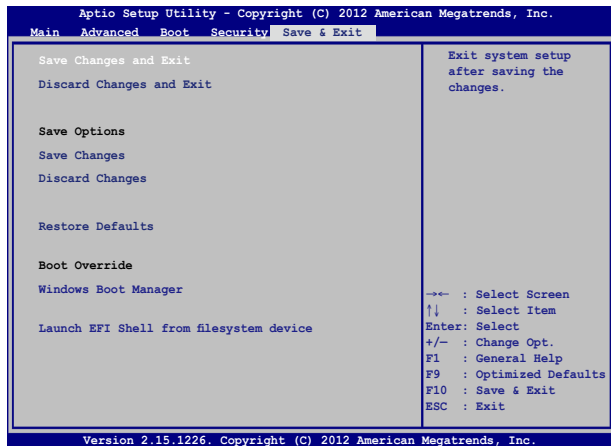 Aptio Setup Utility - Copyright (C) 2012 American Megatrends, Inc.
Main Advanced Boot Security Save & Exit
Save Changes and Exit
Discard Changes and Exit
Save Options
Save Changes
Discard Changes
Restore Defaults
Boot Override
Windows Boot Manager
Launch EFI Shell from filesystem device
Exit system setup
after saving the
changes.
→← : Select Screen
↑↓ : Select Item
Enter: Select
+/— : Change Opt.
F1 : General Help
F9 : Optimized Defaults
F10 : Save & Exit
ESC : Exit
Version 2.15.1226. Copyright (C) 2012 American Megatrends, Inc.